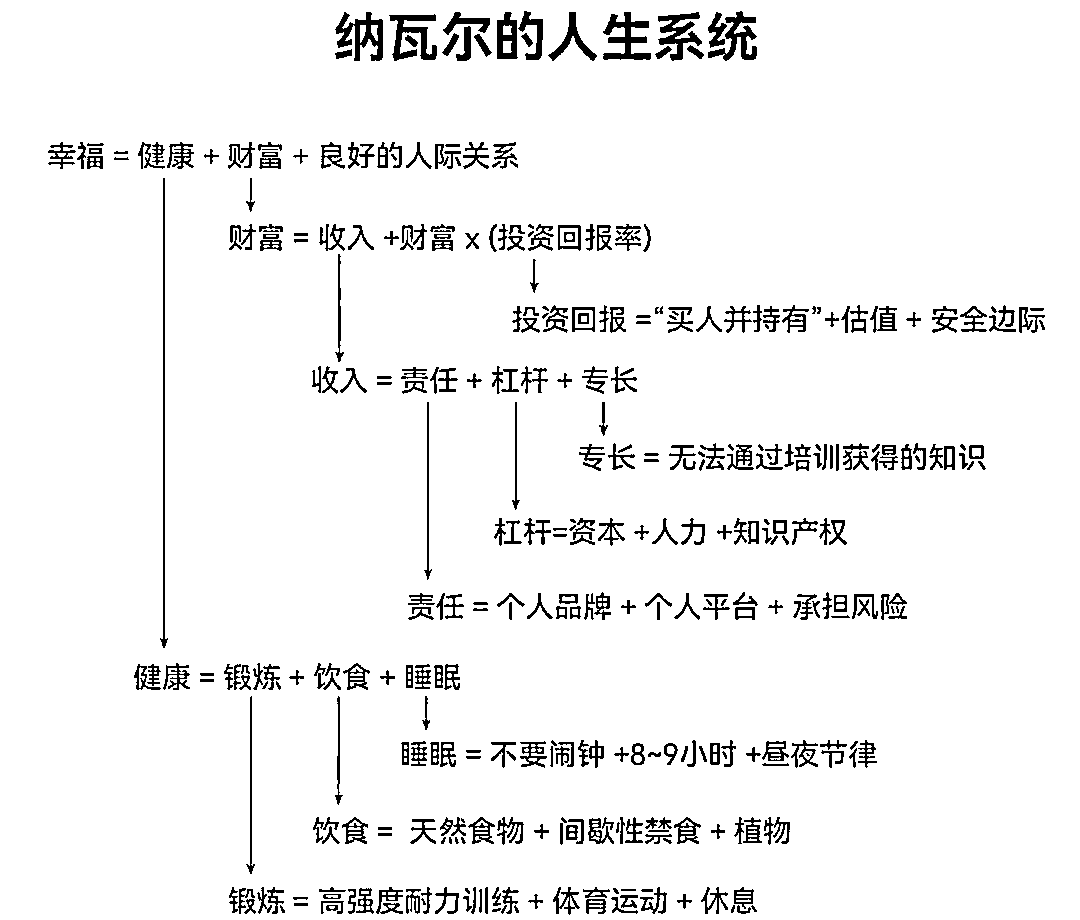 纳瓦尔的人生系统
幸福 = 健康 + 财富 + 良好的人际关系
财富 = 收入 +财富 x (投资回报率)
投资回报 =“买人并持有”+估值 + 安全边际
收入 = 责任 + 杠杆 + 专长
专长 = 无法通过培训获得的知识
杠杆=资本 +人力 +知识产权
责任 = 个人品牌 + 个人平台 + 承担风险
健康 = 锻炼 + 饮食 + 睡眠
睡眠 = 不要闹钟 +8~9小时 +昼夜节律
饮食 = 天然食物 + 间歇性禁食 + 植物
锻炼 = 高强度耐力训练 + 体育运动 + 休息